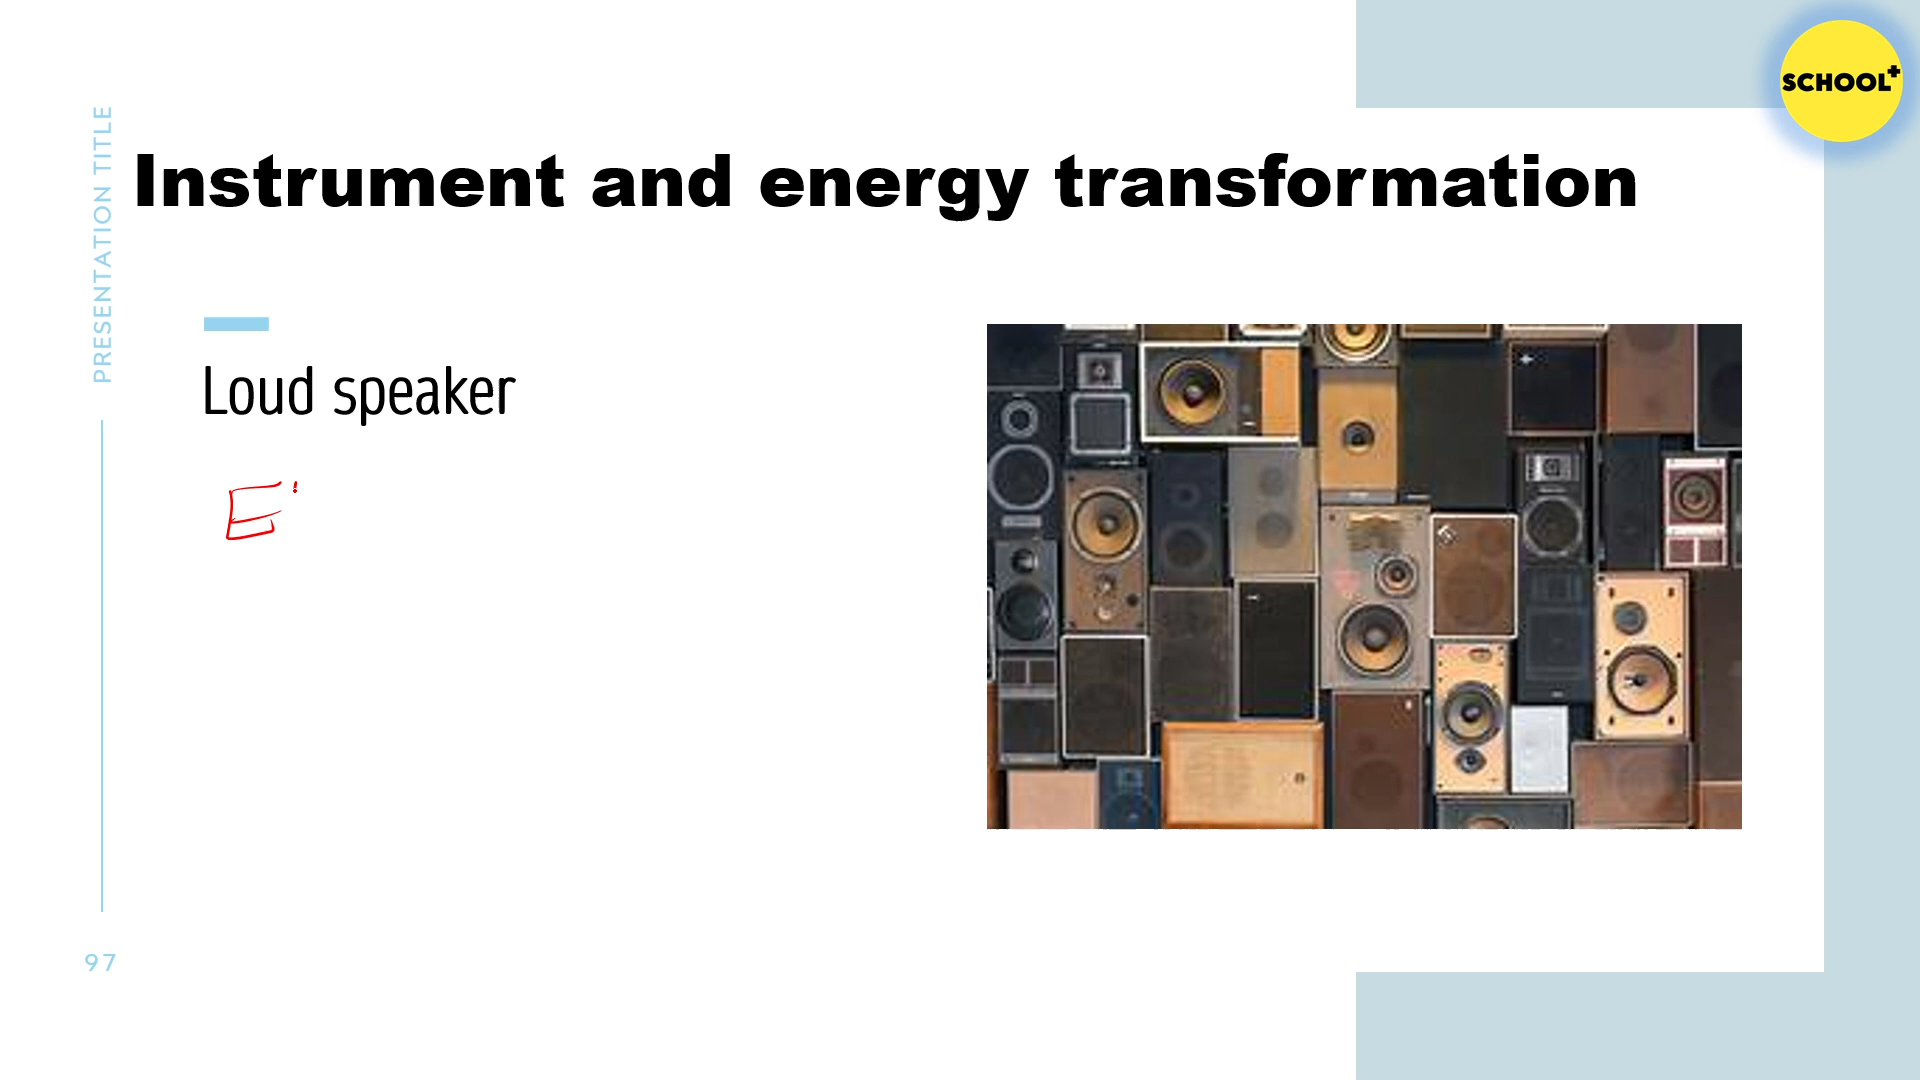 SCHOOL+
PRESENTATION TITLE
Instrument and energy transformation
Loud speaker
E'
97